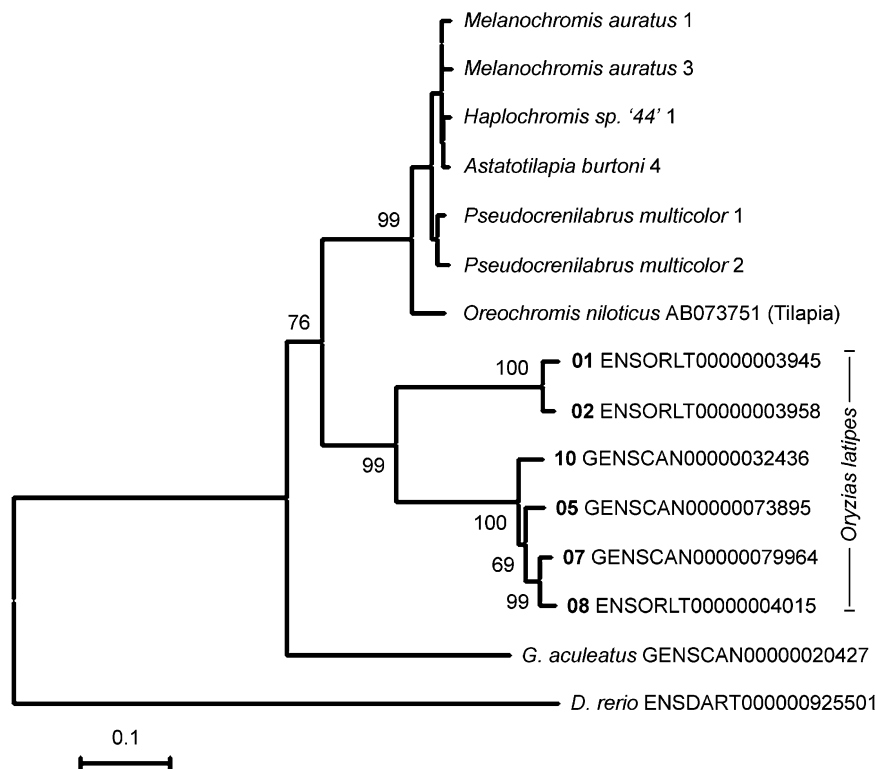 Melanochromis auratus 1
Melanochromis auratus 3
Haplochromis sp. ‘44’ 1
Astatotilapia burtoni 4
Pseudocrenilabrus multicolor 1
99
Pseudocrenilabrus multicolor 2
Oreochromis niloticus AB073751 (Tilapia)
76
01 ENSORLT00000003945
100
02 ENSORLT00000003958
99
10 GENSCAN00000032436
05 GENSCAN00000073895
100
07 GENSCAN00000079964
69
08 ENSORLT00000004015
99
Oryzias latipes
G. aculeatus GENSCAN00000020427
D. rerio ENSDART000000925501
0.1